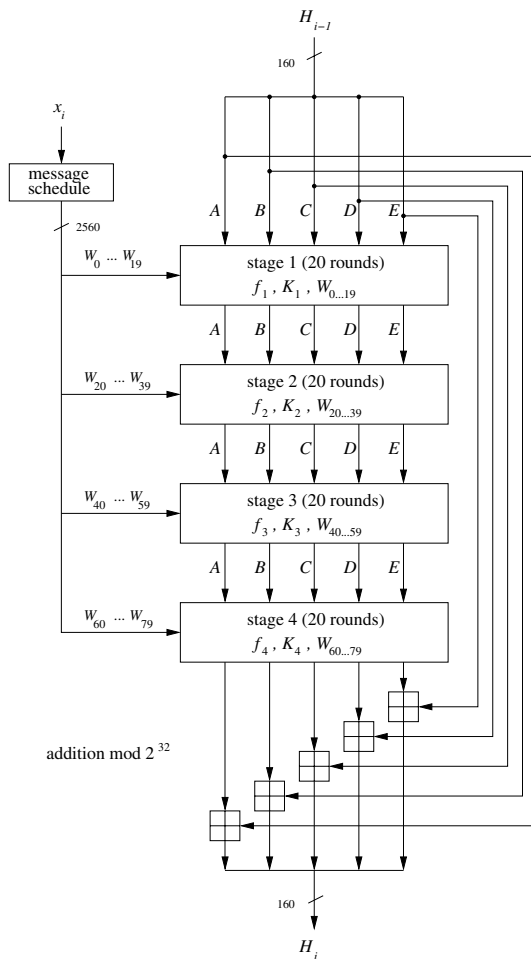 H_{i−1}
160
x_i
message
schedule
2560
A B C D E
W_0 ... W_19
stage 1 (20 rounds)
f_1 , K_1 , W_{0...19}
A B C D E
W_20 ... W_39
stage 2 (20 rounds)
f_2 , K_2 , W_{20...39}
A B C D E
W_40 ... W_59
stage 3 (20 rounds)
f_3 , K_3 , W_{40...59}
A B C D E
W_60 ... W_79
stage 4 (20 rounds)
f_4 , K_4 , W_{60...79}
addition mod 2^32
160
H_i